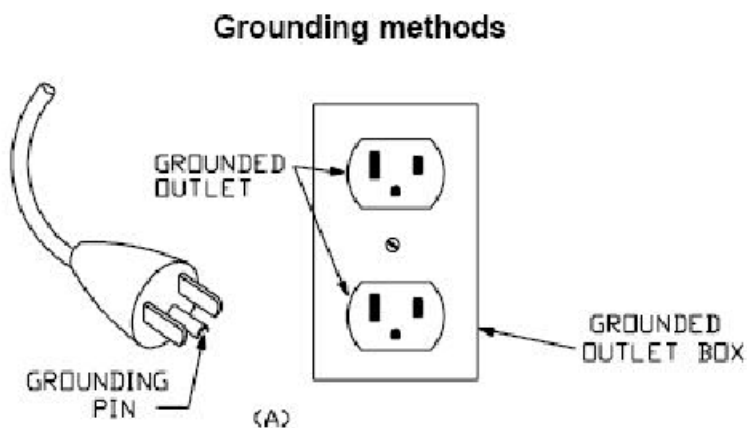 Grounding methods
GROUNDED
OUTLET
GROUNDED
OUTLET BOX
GROUNDING
PIN
(A)